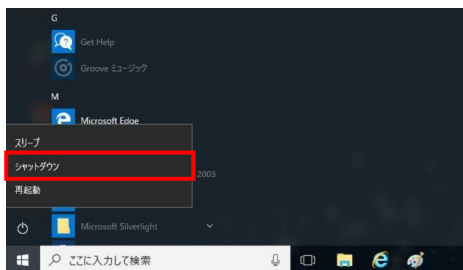 G
Get Help
Groove ミュージック
M
Microsoft Edge
スリープ
シャットダウン
2003
再起動
Microsoft Silverlight
ここに入力して検索